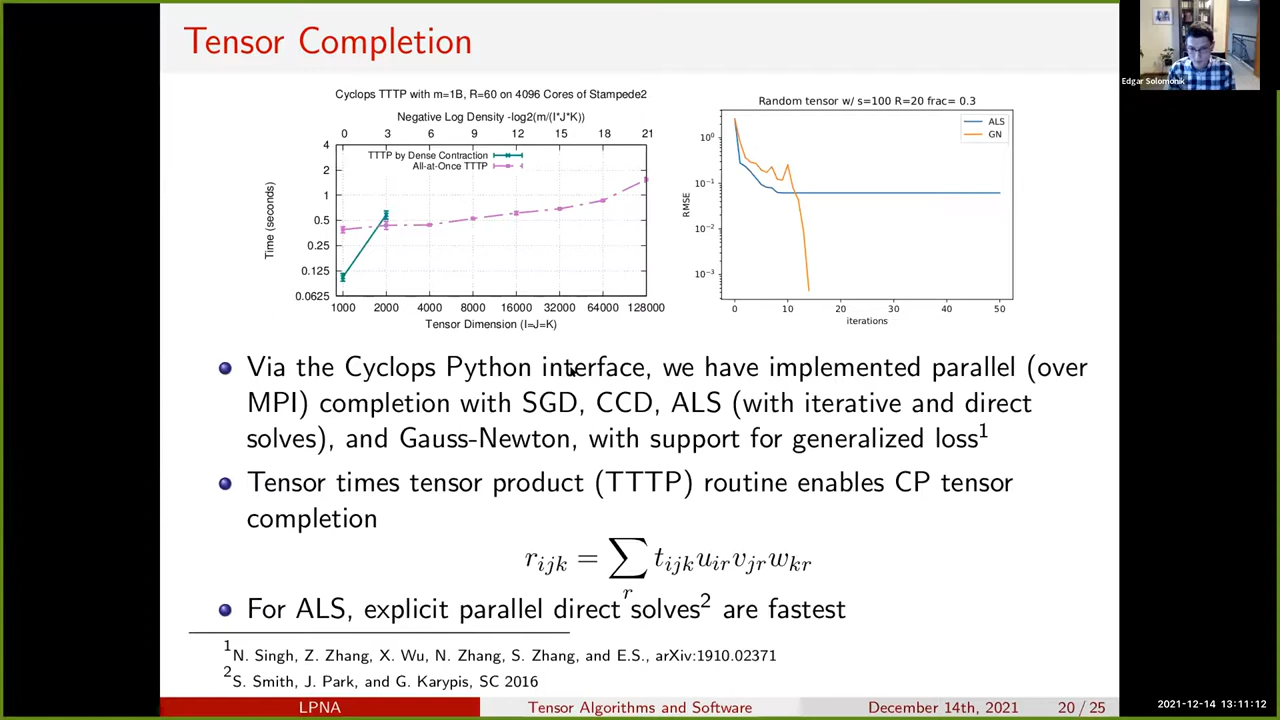 Tensor Completion
Edgar Solomonik
Cyclops TTTP with m=1B, R=60 on 4096 Cores of Stampede2
Negative Log Density -log2(m/(I*J*K))
0 3 6 9 12 15 18 21
TTTP by Dense Contraction
All-at-Once TTTP
Time (seconds)
4
2
1
0.5
0.25
0.125
0.0625
1000 2000 4000 8000 16000 32000 64000 128000
Tensor Dimension (I=J=K)
Random tensor w/ s=100 R=20 frac= 0.3
ALS
GN
RMSE
10⁰
10⁻¹
10⁻²
10⁻³
0 10 20 30 40 50
iterations
Via the Cyclops Python interface, we have implemented parallel (over
MPI) completion with SGD, CCD, ALS (with iterative and direct
solves), and Gauss-Newton, with support for generalized loss¹
Tensor times tensor product (TTTP) routine enables CP tensor
completion
r_{ijk} = ∑_r t_{ijk}u_{ir}v_{jr}w_{kr}
For ALS, explicit parallel direct solves² are fastest
¹N. Singh, Z. Zhang, X. Wu, N. Zhang, S. Zhang, and E.S., arXiv:1910.02371
²S. Smith, J. Park, and G. Karypis, SC 2016
LPNA Tensor Algorithms and Software December 14th, 2021 20 / 25
2021-12-14 13:11:12